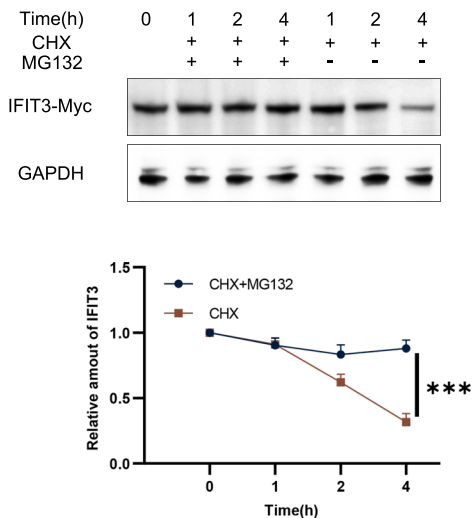 Time(h) 0 1 2 4 1 2 4
CHX + + + + + +
MG132 + + + - - -
IFIT3-Myc
GAPDH
1.5
CHX+MG132
CHX
1.0
Relative amout of IFIT3
0.5
***
0.0
0 1 2 4
Time(h)